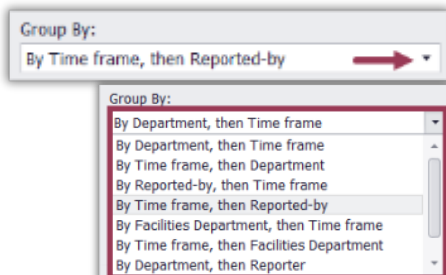 Group By:
By Time frame, then Reported-by
Group By:
By Department, then Time frame
By Department, then Time frame
By Time frame, then Department
By Reported-by, then Time frame
By Time frame, then Reported-by
By Facilities Department, then Time frame
By Time frame, then Facilities Department
By Department, then Reporter